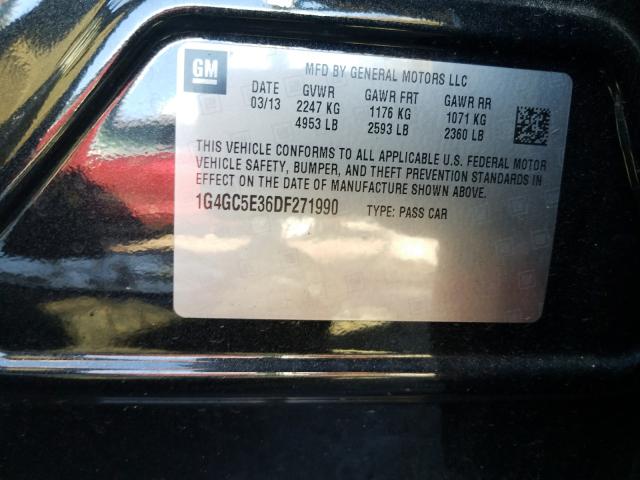 GM
MFD BY GENERAL MOTORS LLC
DATE GVWR GAWR FRT GAWR RR
03/13 2247 KG 1176 KG 1071 KG
4953 LB 2593 LB 2360 LB
THIS VEHICLE CONFORMS TO ALL APPLICABLE U.S. FEDERAL MOTOR
VEHICLE SAFETY, BUMPER, AND THEFT PREVENTION STANDARDS IN
EFFECT ON THE DATE OF MANUFACTURE SHOWN ABOVE.
1G4GC5E36DF271990 TYPE: PASS CAR